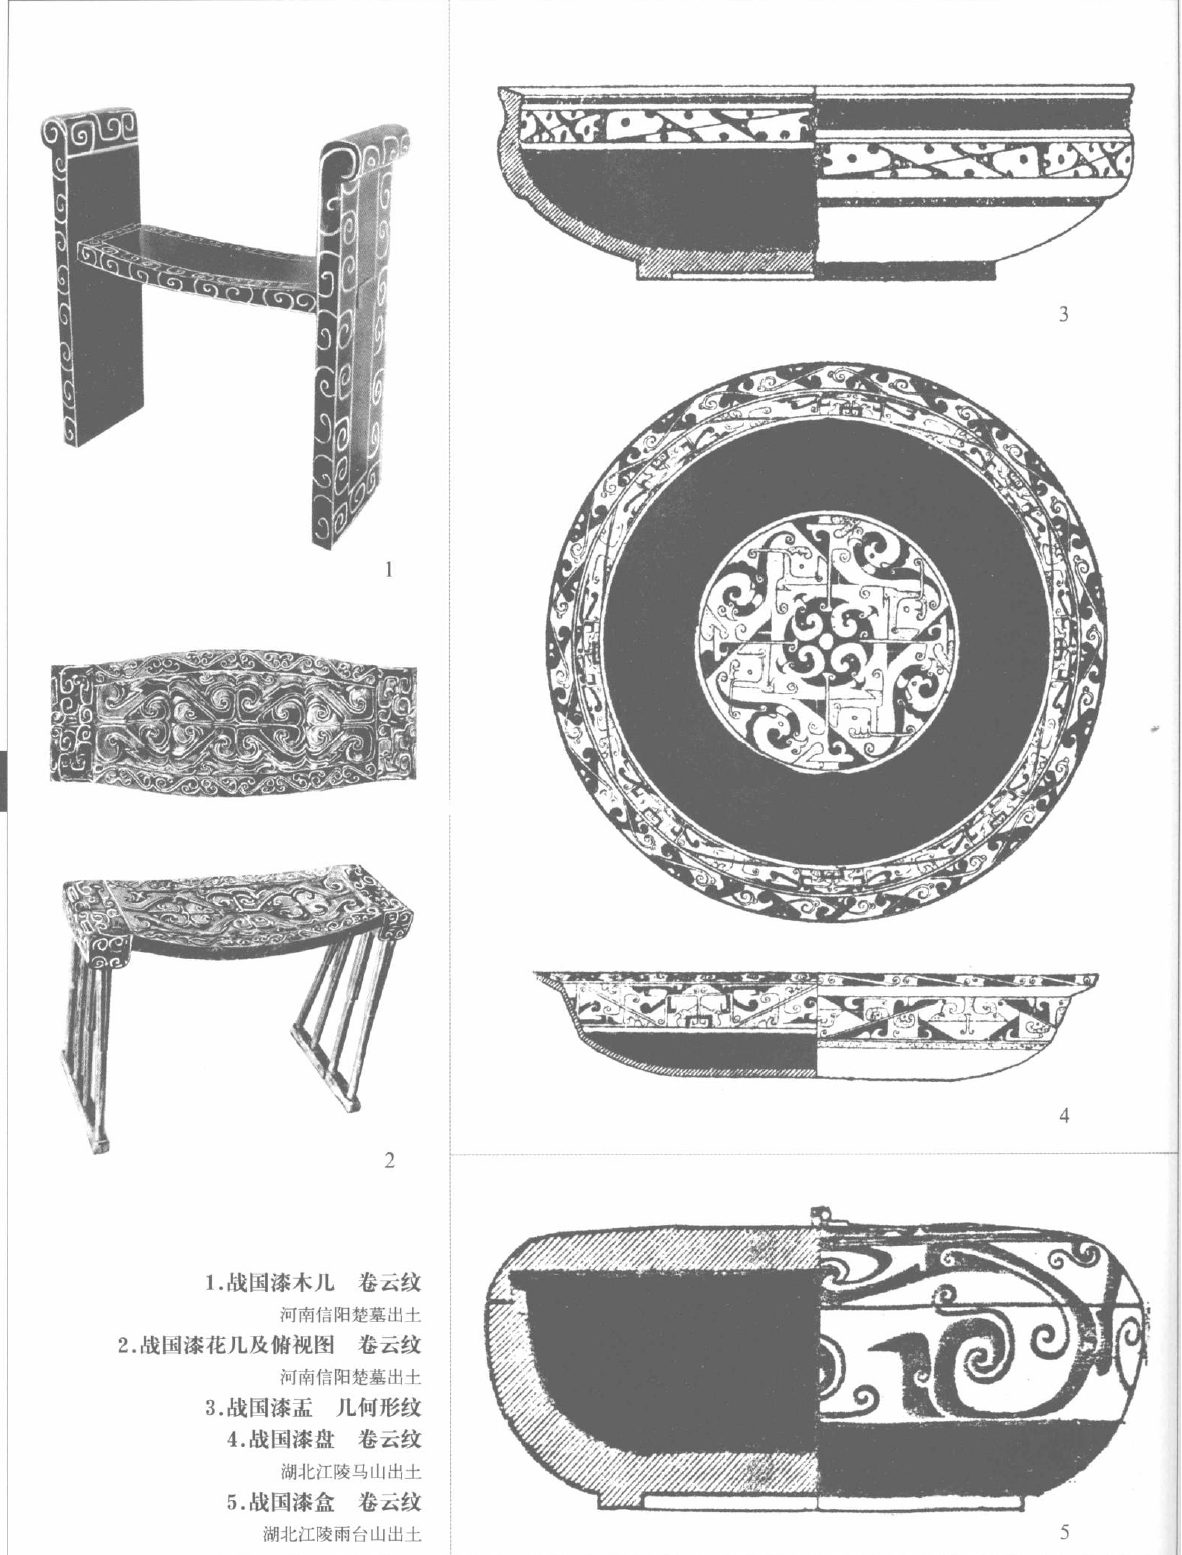 3
1
4
2
5
1.战国漆木几　卷云纹
河南信阳楚墓出土
2.战国漆花几及俯视图　卷云纹
河南信阳楚墓出土
3.战国漆盂　几何形纹
4.战国漆盘　卷云纹
湖北江陵马山出土
5.战国漆盒　卷云纹
湖北江陵雨台山出土